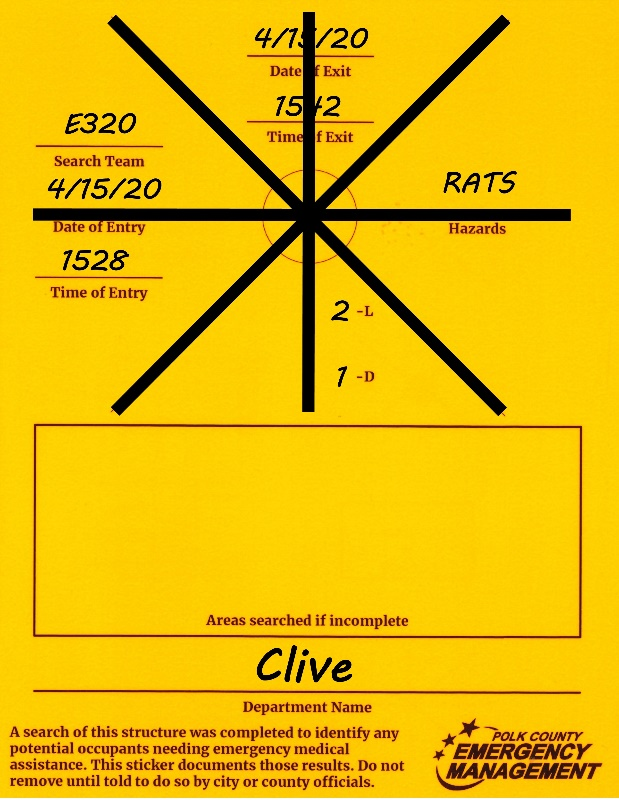 4/15/20
Date of Exit
1542
Time of Exit
E320
Search Team
4/15/20
Date of Entry
1528
Time of Entry
RATS
Hazards
2 -L
1 -D
Areas searched if incomplete
Clive
Department Name
A search of this structure was completed to identify any
potential occupants needing emergency medical
assistance. This sticker documents those results. Do not
remove until told to do so by city or county officials.
POLK COUNTY
EMERGENCY
MANAGEMENT